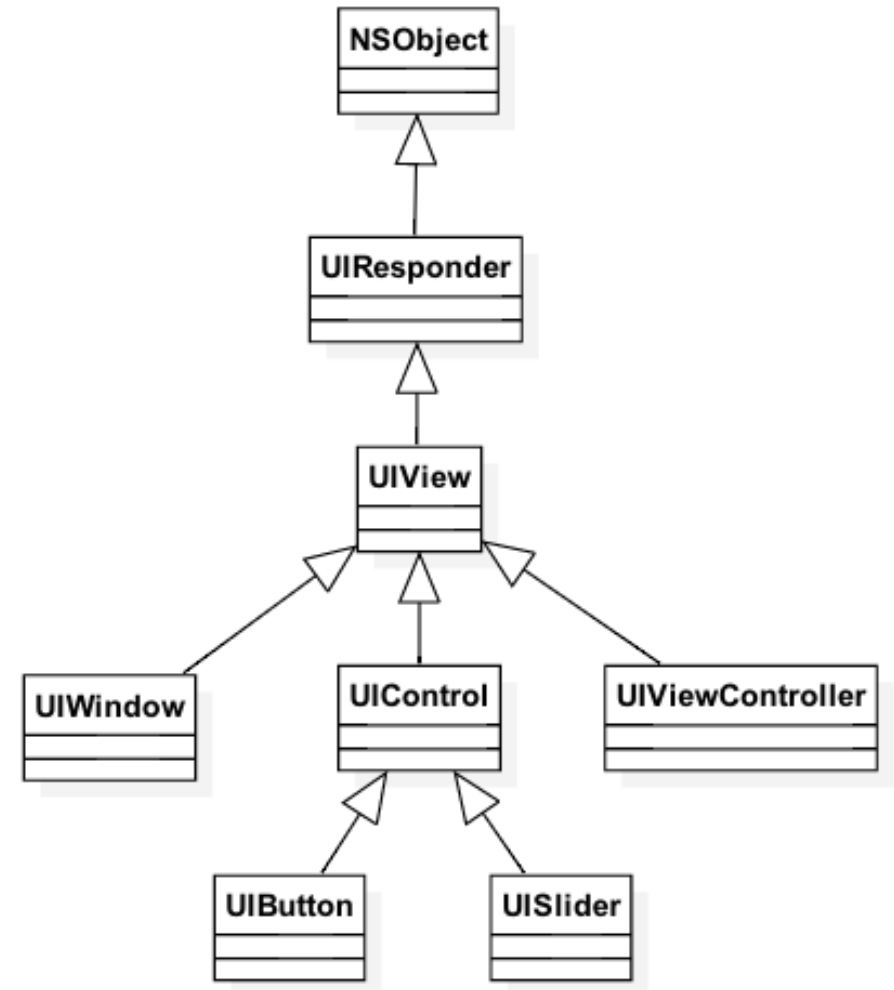 NSObject
UIResponder
UIView
UIWindow
UIControl
UIViewController
UIButton
UISlider